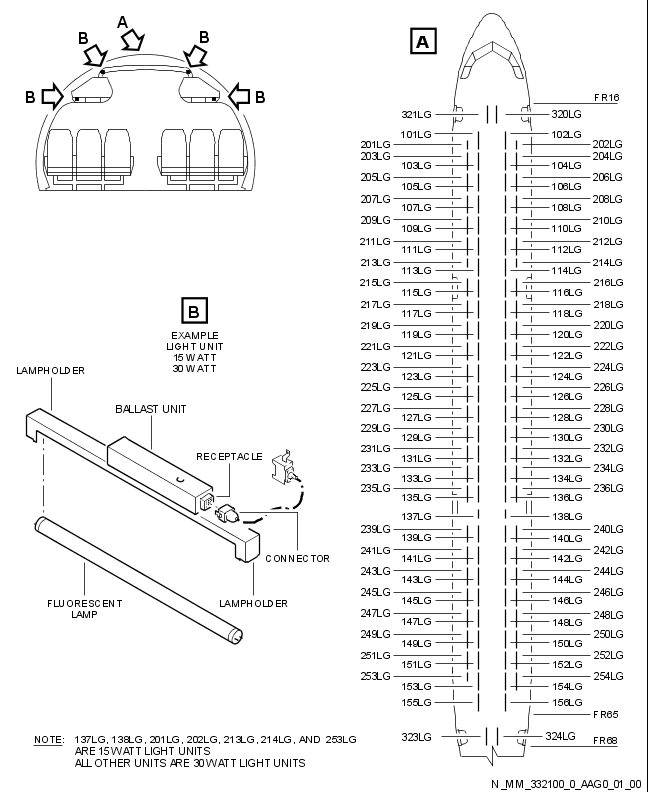 A
B
B
B
B
A
FR16
321LG
320LG
101LG
102LG
201LG
202LG
203LG
204LG
103LG
104LG
205LG
206LG
105LG
106LG
207LG
208LG
107LG
108LG
209LG
210LG
109LG
110LG
211LG
212LG
111LG
112LG
213LG
214LG
113LG
114LG
215LG
216LG
115LG
116LG
217LG
218LG
117LG
118LG
219LG
220LG
119LG
120LG
221LG
222LG
121LG
122LG
223LG
224LG
123LG
124LG
225LG
226LG
125LG
126LG
227LG
228LG
127LG
128LG
229LG
230LG
129LG
130LG
231LG
232LG
131LG
132LG
233LG
234LG
133LG
134LG
235LG
236LG
135LG
136LG
137LG
138LG
239LG
240LG
139LG
140LG
241LG
242LG
141LG
142LG
243LG
244LG
143LG
144LG
245LG
246LG
145LG
146LG
247LG
248LG
147LG
148LG
249LG
250LG
149LG
150LG
251LG
252LG
151LG
152LG
253LG
254LG
153LG
154LG
155LG
156LG
FR65
323LG
324LG
FR68
B
EXAMPLE
LIGHT UNIT
15 WATT
30 WATT
LAMPHOLDER
BALLAST UNIT
RECEPTACLE
CONNECTOR
FLUORESCENT
LAMP
LAMPHOLDER
NOTE: 137LG, 138LG, 201LG, 202LG, 213LG, 214LG, AND 253LG
ARE 15 WATT LIGHT UNITS
ALL OTHER UNITS ARE 30 WATT LIGHT UNITS
N_MM_332100_0_AAG0_01_00